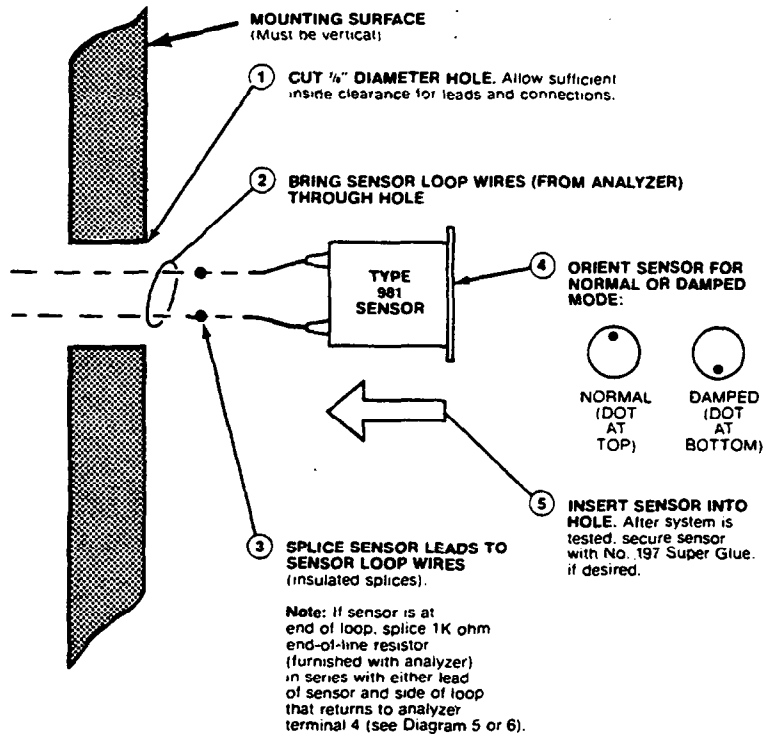 MOUNTING SURFACE
(Must be vertical)
1 CUT DIAMETER HOLE. Allow sufficient
inside clearance for leads and connections.
2 BRING SENSOR LOOP WIRES (FROM ANALYZER)
THROUGH HOLE
TYPE
981
SENSOR
4 ORIENT SENSOR FOR
NORMAL OR DAMPED
MODE:
NORMAL
(DOT
AT
TOP)
DAMPED
(DOT
AT
BOTTOM)
5 INSERT SENSOR INTO
HOLE. After system is
tested, secure sensor
with No. 197 Super Glue.
if desired.
3 SPLICE SENSOR LEADS TO
SENSOR LOOP WIRES
(insulated splices).
Note: If sensor is at
end of loop, splice 1K ohm
end-of-line resistor
(furnished with analyzer)
in series with either lead
of sensor and side of loop
that returns to analyzer
terminal 4 (see Diagram 5 or 6).